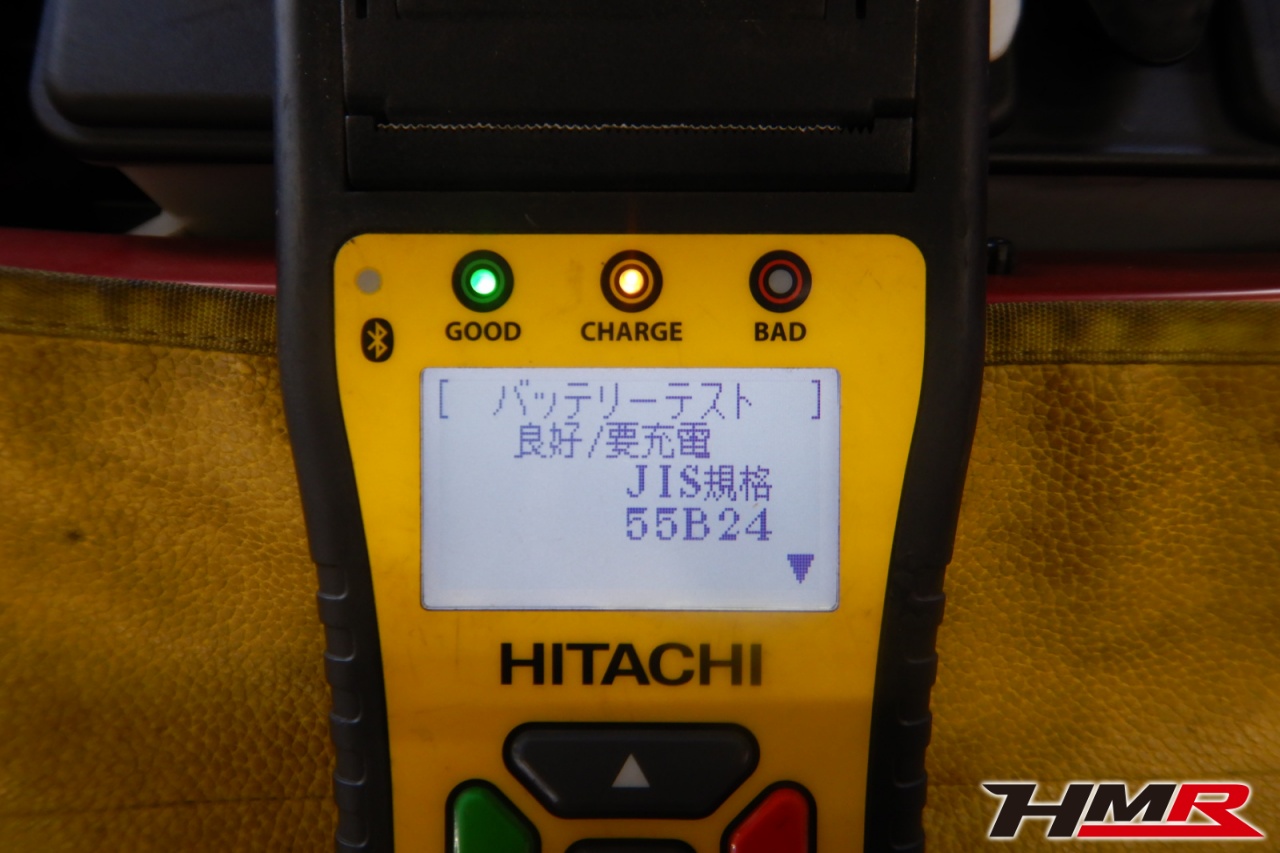 GOOD CHARGE BAD
[ バッテリーテスト ]
良好/要充電
JIS規格
55B24
HITACHI
HMR